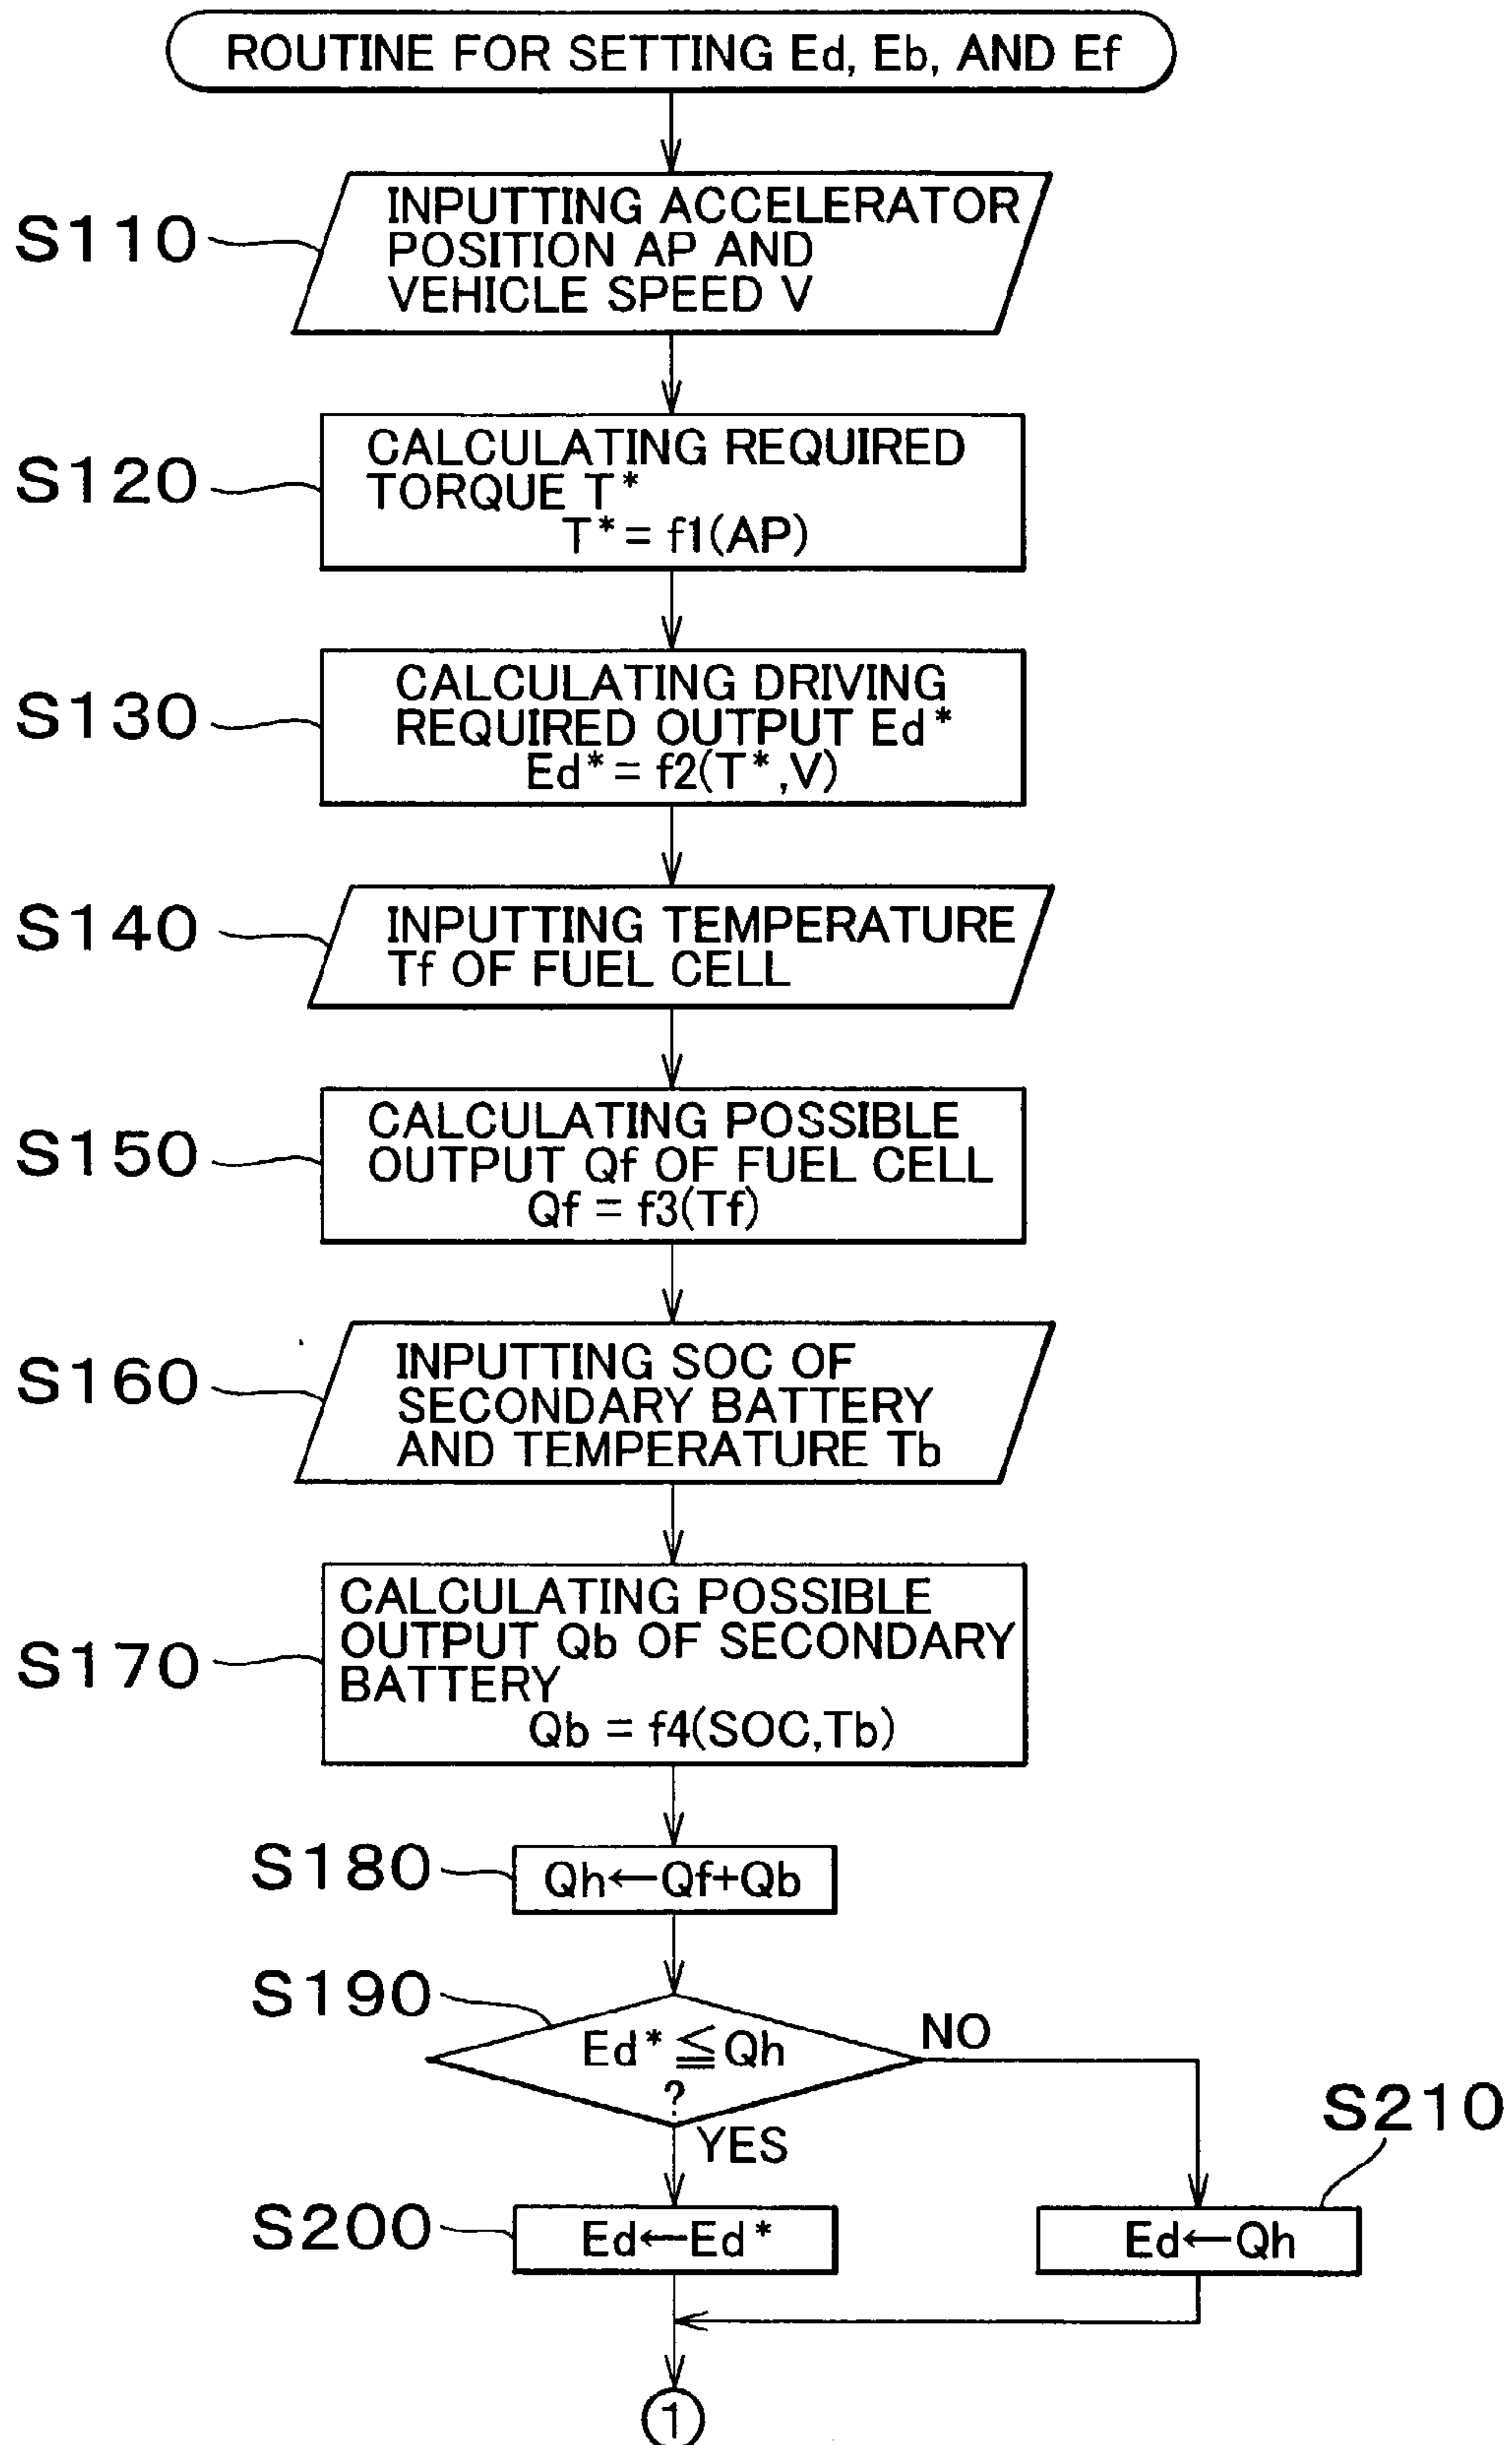 ROUTINE FOR SETTING Ed, Eb, AND Ef
S110
INPUTTING ACCELERATOR
POSITION AP AND
VEHICLE SPEED V
S120
CALCULATING REQUIRED
TORQUE T*
T* = f1(AP)
S130
CALCULATING DRIVING
REQUIRED OUTPUT Ed*
Ed* = f2(T*,V)
S140
INPUTTING TEMPERATURE
Tf OF FUEL CELL
S150
CALCULATING POSSIBLE
OUTPUT Qf OF FUEL CELL
Qf = f3(Tf)
S160
INPUTTING SOC OF
SECONDARY BATTERY
AND TEMPERATURE Tb
S170
CALCULATING POSSIBLE
OUTPUT Qb OF SECONDARY
BATTERY
Qb = f4(SOC,Tb)
S180
Qh←Qf+Qb
S190
Ed*≦Qh
?
NO
YES
S200
Ed←Ed*
S210
Ed←Qh
①